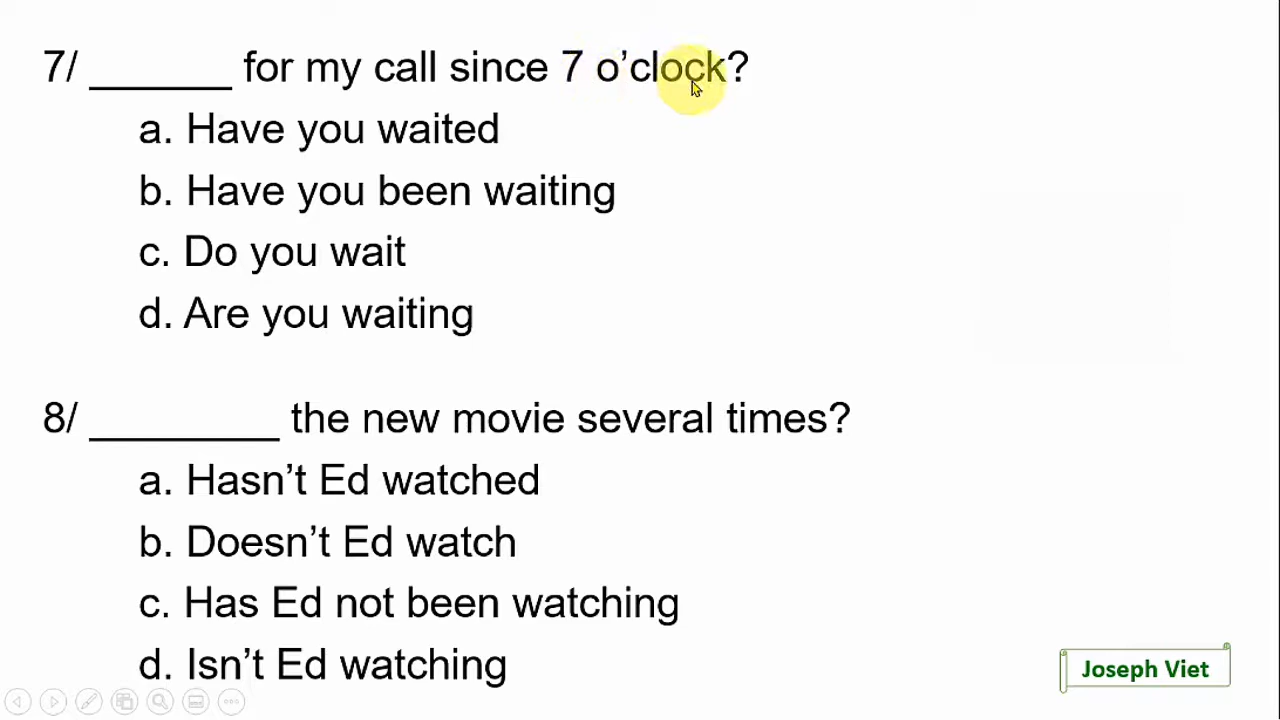 7/ ______ for my call since 7 o’clock?
a. Have you waited
b. Have you been waiting
c. Do you wait
d. Are you waiting
8/ ________ the new movie several times?
a. Hasn’t Ed watched
b. Doesn’t Ed watch
c. Has Ed not been watching
d. Isn’t Ed watching
Joseph Viet